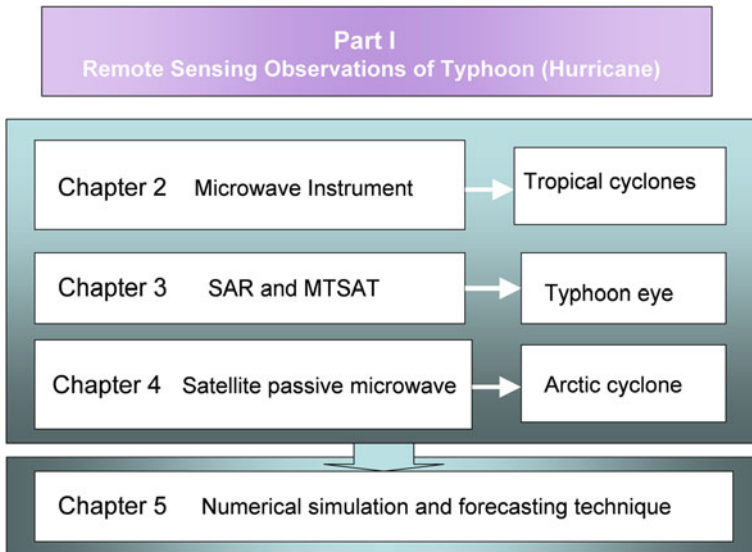 Part I
Remote Sensing Observations of Typhoon (Hurricane)
Chapter 2 Microwave Instrument
Tropical cyclones
Chapter 3 SAR and MTSAT
Typhoon eye
Chapter 4 Satellite passive microwave
Arctic cyclone
Chapter 5 Numerical simulation and forecasting technique